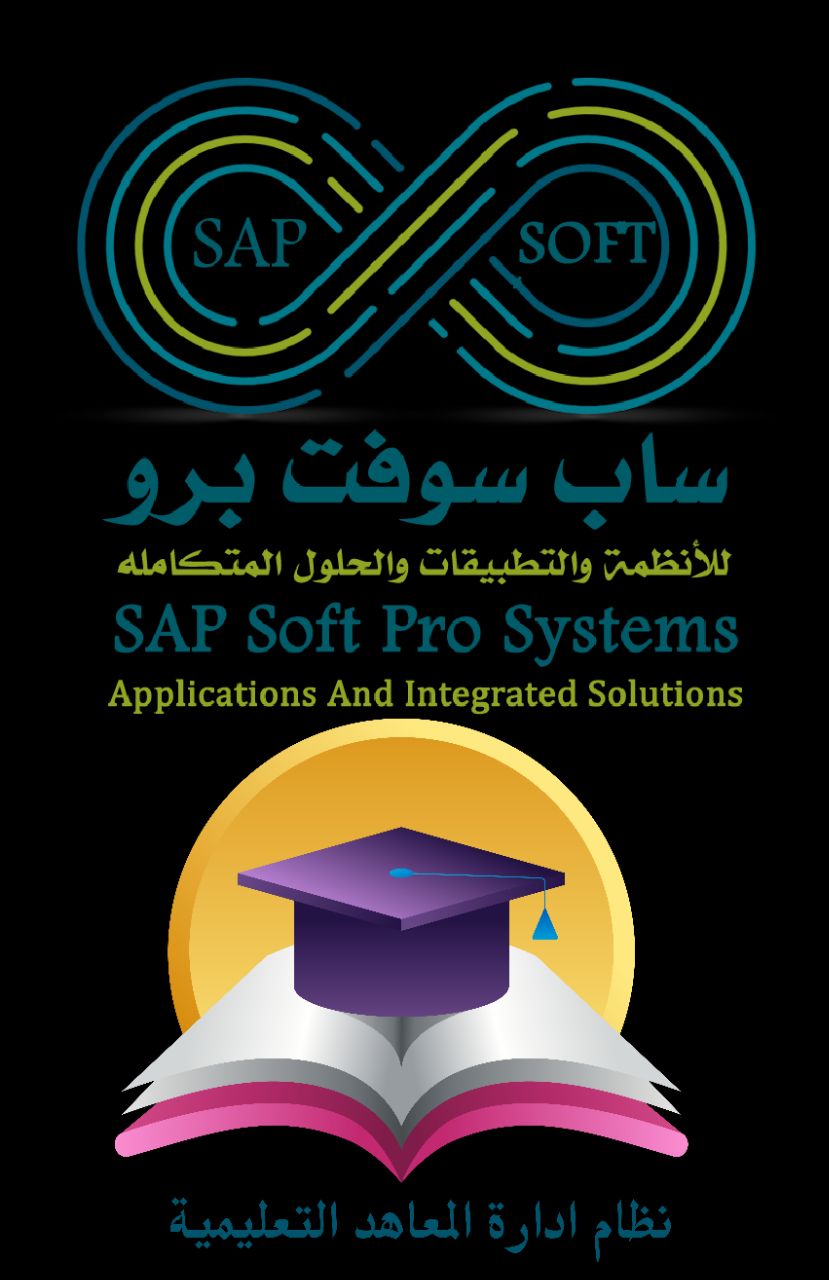 SAP SOFT
ساب سوفت برو
للأنظمة والتطبيقات والحلول المتكامله
SAP Soft Pro Systems
Applications And Integrated Solutions
نظام ادارة المعاهد التعليمية